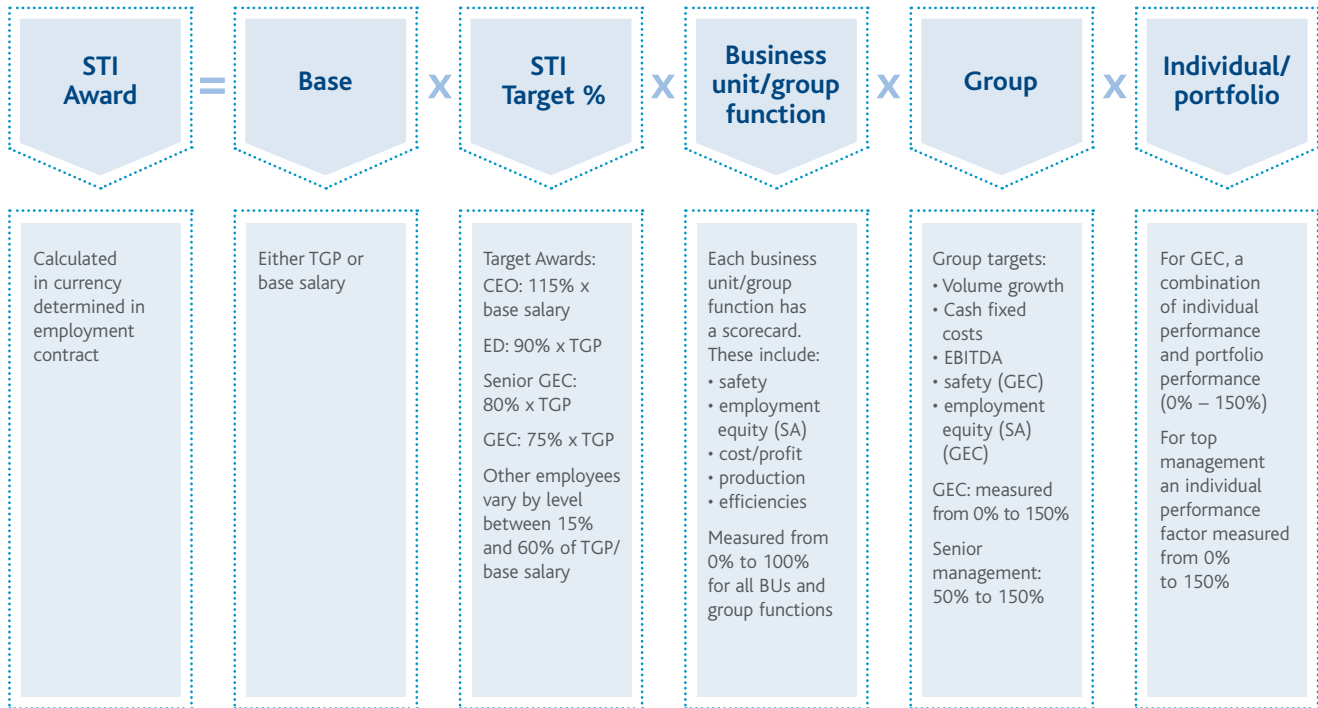 STI
Award
=
Base
x
STI
Target %
x
Business
unit/group
function
x
Group
x
Individual/
portfolio
Calculated
in currency
determined in
employment
contract
Either TGP or
base salary
Target Awards:
CEO: 115% x
base salary
ED: 90% x TGP
Senior GEC:
80% x TGP
GEC: 75% x TGP
Other employees
vary by level
between 15%
and 60% of TGP/
base salary
Each business
unit/group
function has
a scorecard.
These include:
• safety
• employment
equity (SA)
• cost/profit
• production
• efficiencies
Measured from
0% to 100%
for all BUs and
group functions
Group targets:
• Volume growth
• Cash fixed
costs
• EBITDA
• safety (GEC)
• employment
equity (SA)
(GEC)
GEC: measured
from 0% to 150%
Senior
management:
50% to 150%
For GEC, a
combination
of individual
performance
and portfolio
performance
(0% – 150%)
For top
management
an individual
performance
factor measured
from 0%
to 150%